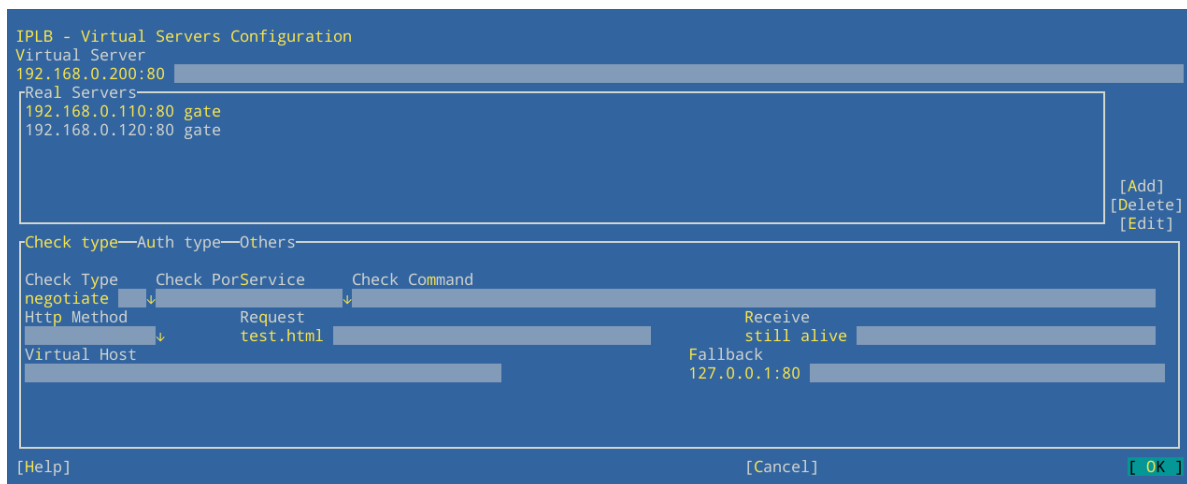 IPLB - Virtual Servers Configuration
Virtual Server
192.168.0.200:80
Real Servers
192.168.0.110:80 gate
192.168.0.120:80 gate
[Add]
[Delete]
[Edit]
Check type Auth type Others
Check Type Check PorService Check Command
negotiate ↓ ↓
Http Method Request Receive
↓ test.html still alive
Virtual Host Fallback
127.0.0.1:80
[Help] [Cancel] [ OK ]